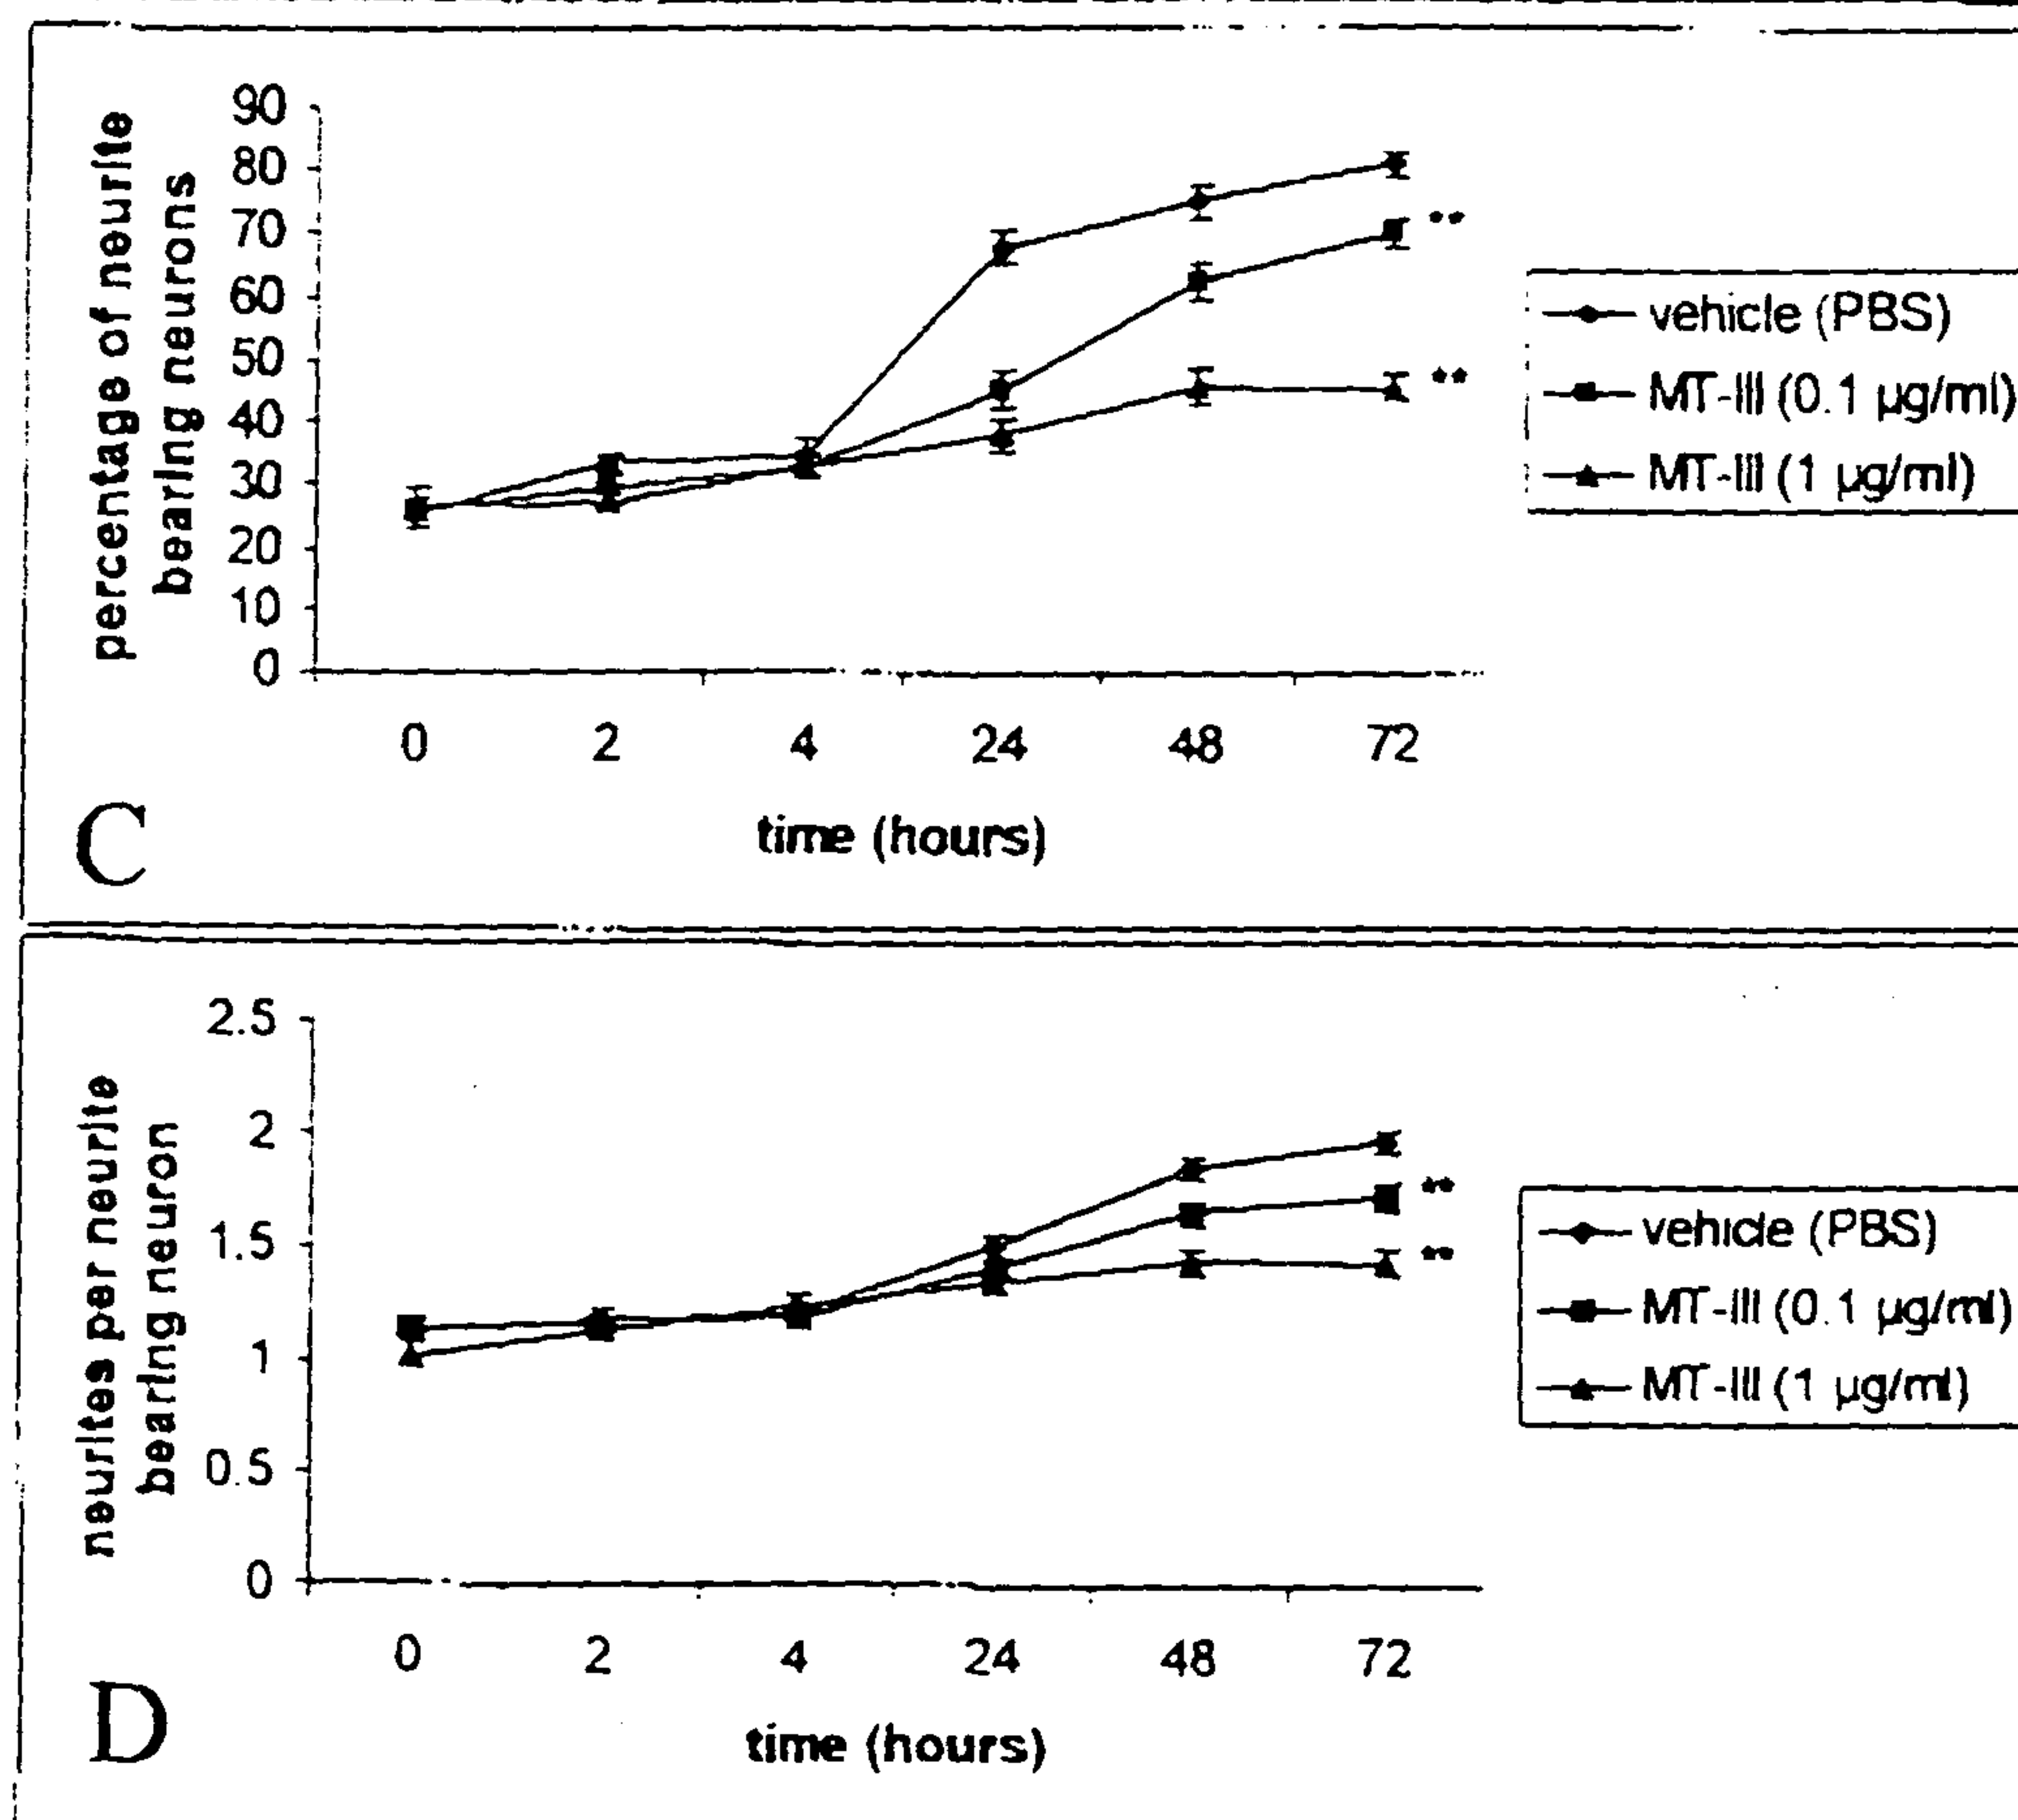 percentage of neurite
bearing neurons
90
80
70
60
50
40
30
20
10
0
**
**
0 2 4 24 48 72
time (hours)
vehicle (PBS)
MT-III (0.1 µg/ml)
MT-III (1 µg/ml)
C
neurites per neurite
bearing neuron
2.5
2
1.5
1
0.5
0
**
**
0 2 4 24 48 72
time (hours)
vehicle (PBS)
MT-III (0.1 µg/ml)
MT-III (1 µg/ml)
D